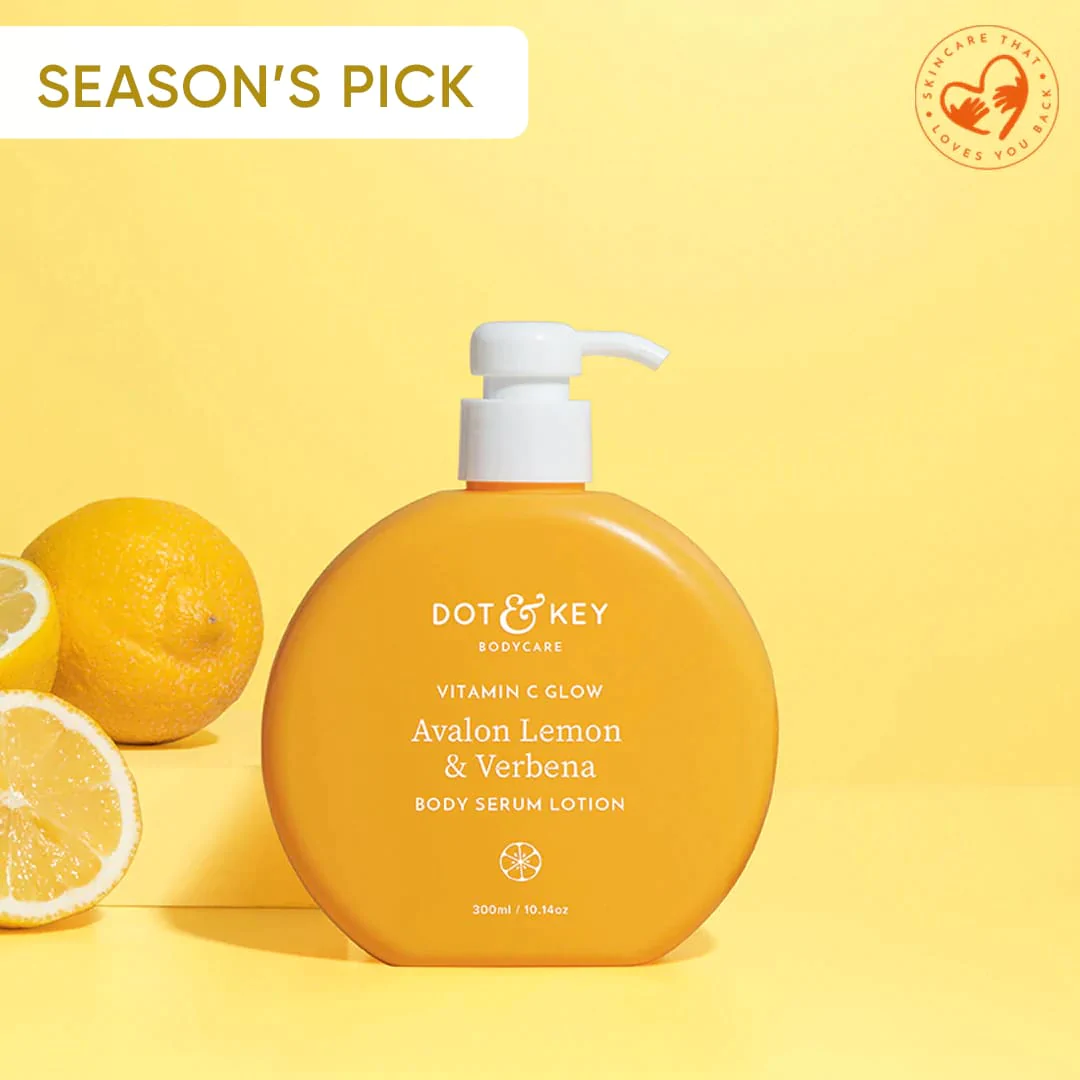 SEASON'S PICK
SKINCARE THAT
LOVES YOU BACK
DOT & KEY
BODYCARE
VITAMIN C GLOW
Avalon Lemon
& Verbena
BODY SERUM LOTION
300ml / 10.14oz